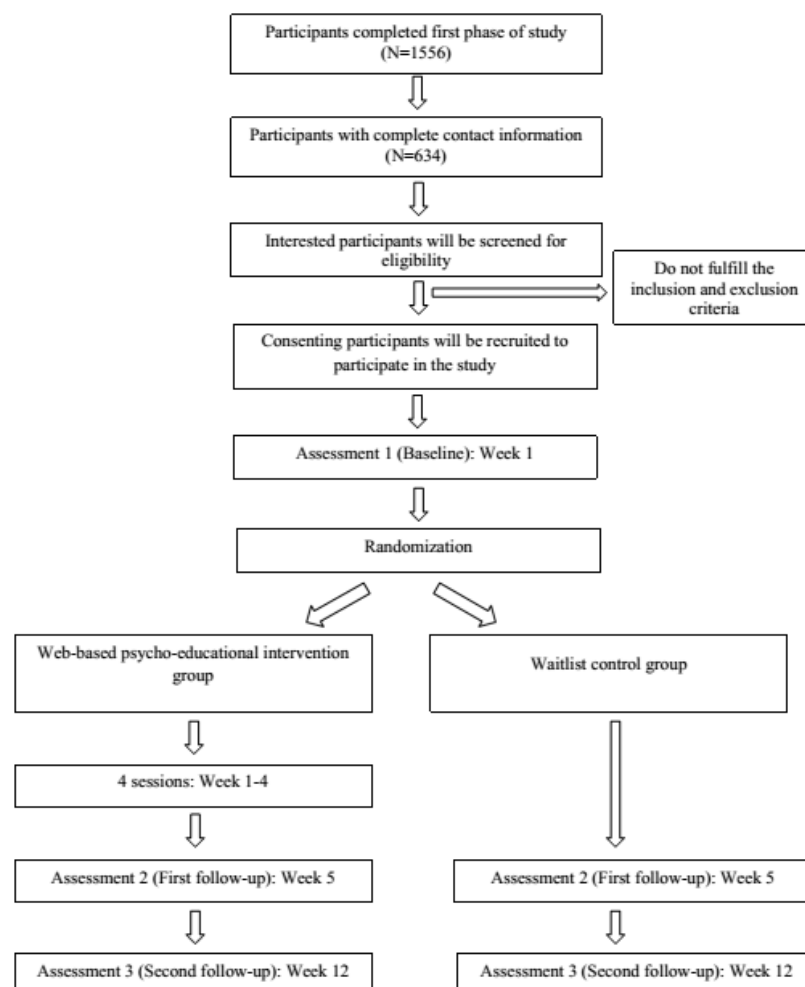 Participants completed first phase of study
(N=1556)
Participants with complete contact information
(N=634)
Interested participants will be screened for
eligibility
Do not fulfill the
inclusion and exclusion
criteria
Consenting participants will be recruited to
participate in the study
Assessment 1 (Baseline): Week 1
Randomization
Web-based psycho-educational intervention
group
Waitlist control group
4 sessions: Week 1-4
Assessment 2 (First follow-up): Week 5
Assessment 2 (First follow-up): Week 5
Assessment 3 (Second follow-up): Week 12
Assessment 3 (Second follow-up): Week 12